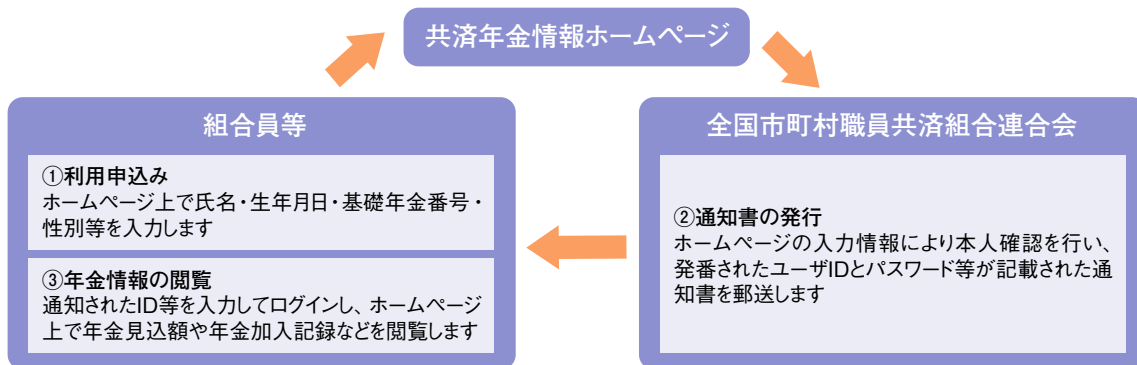 共済年金情報ホームページ
組合員等
①利用申込み
ホームページ上で氏名・生年月日・基礎年金番号・
性別等を入力します
③年金情報の閲覧
通知されたID等を入力してログインし、ホームページ
上で年金見込額や年金加入記録などを閲覧します
全国市町村職員共済組合連合会
②通知書の発行
ホームページの入力情報により本人確認を行い、
発番されたユーザIDとパスワード等が記載された通
知書を郵送します